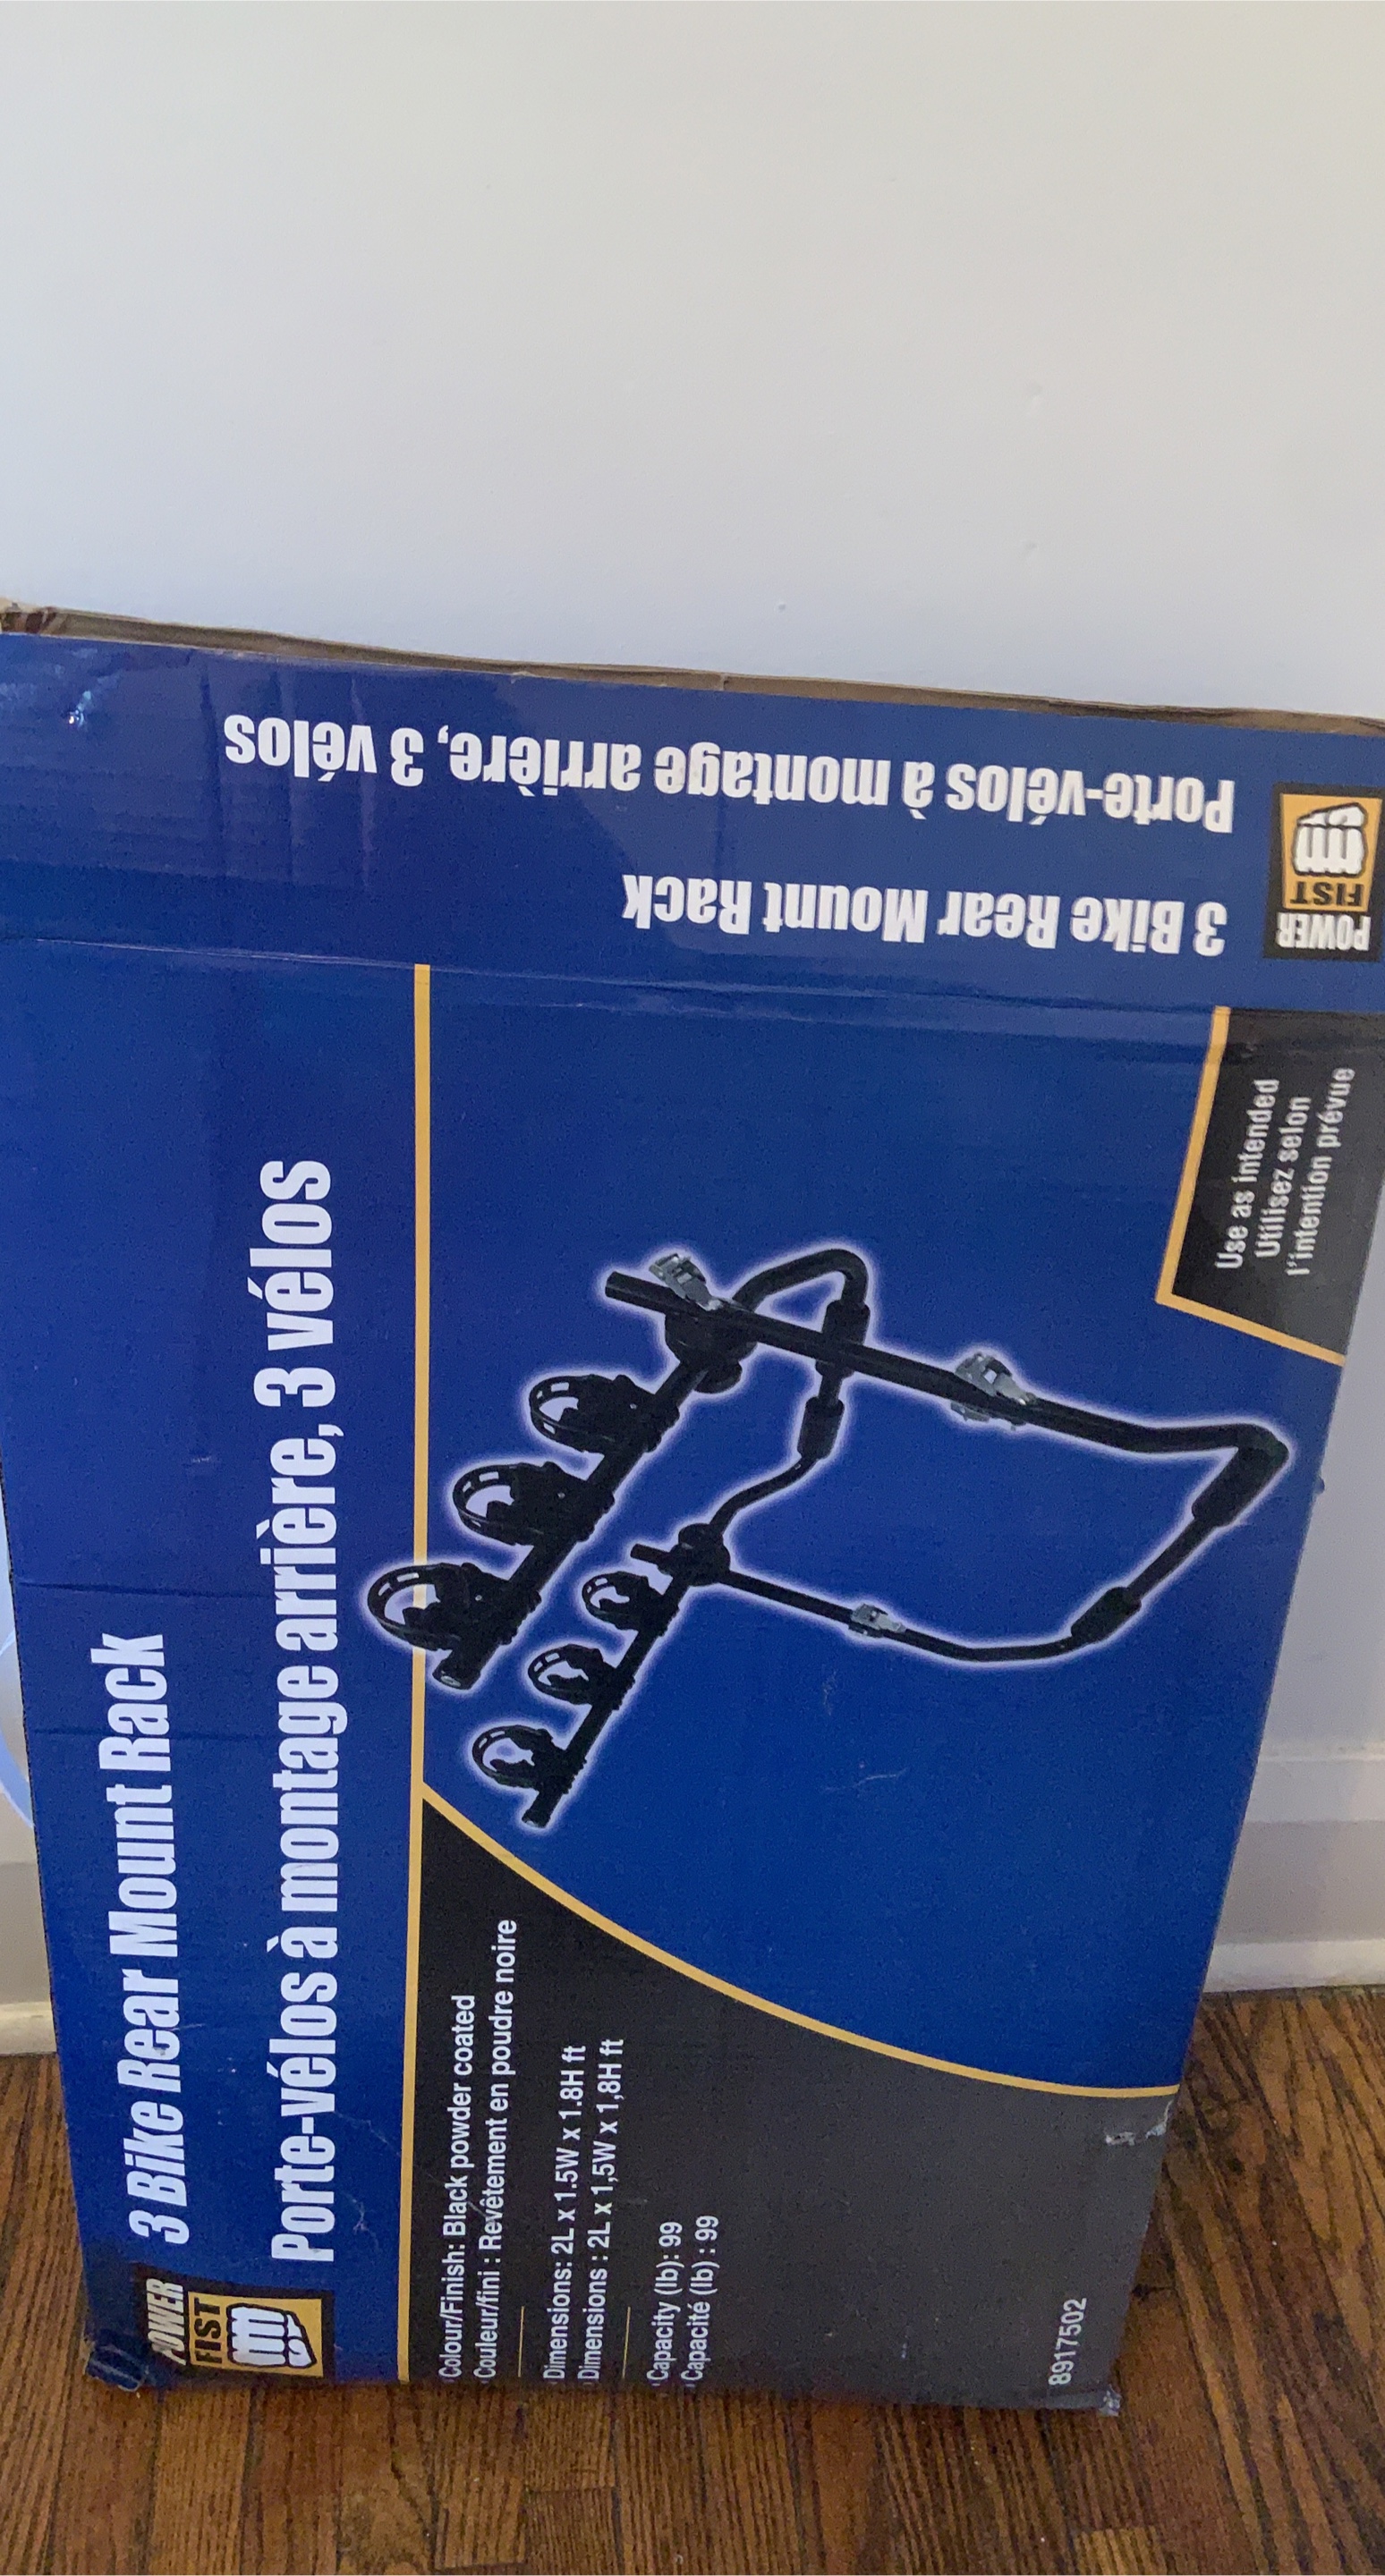 POWER
FIST
3 Bike Rear Mount Rack
Porte-vélos à montage arrière, 3 vélos
Colour/Finish: Black powder coated
Couleur/fini : Revêtement en poudre noire
Dimensions: 2L x 1.5W x 1.8H ft
Dimensions : 2L x 1,5W x 1,8H ft
Capacity (lb): 99
Capacité (lb) : 99
8917502
Use as intended
Utilisez selon
l'intention prévue
POWER
FIST
3 Bike Rear Mount Rack
Porte-vélos à montage arrière, 3 vélos